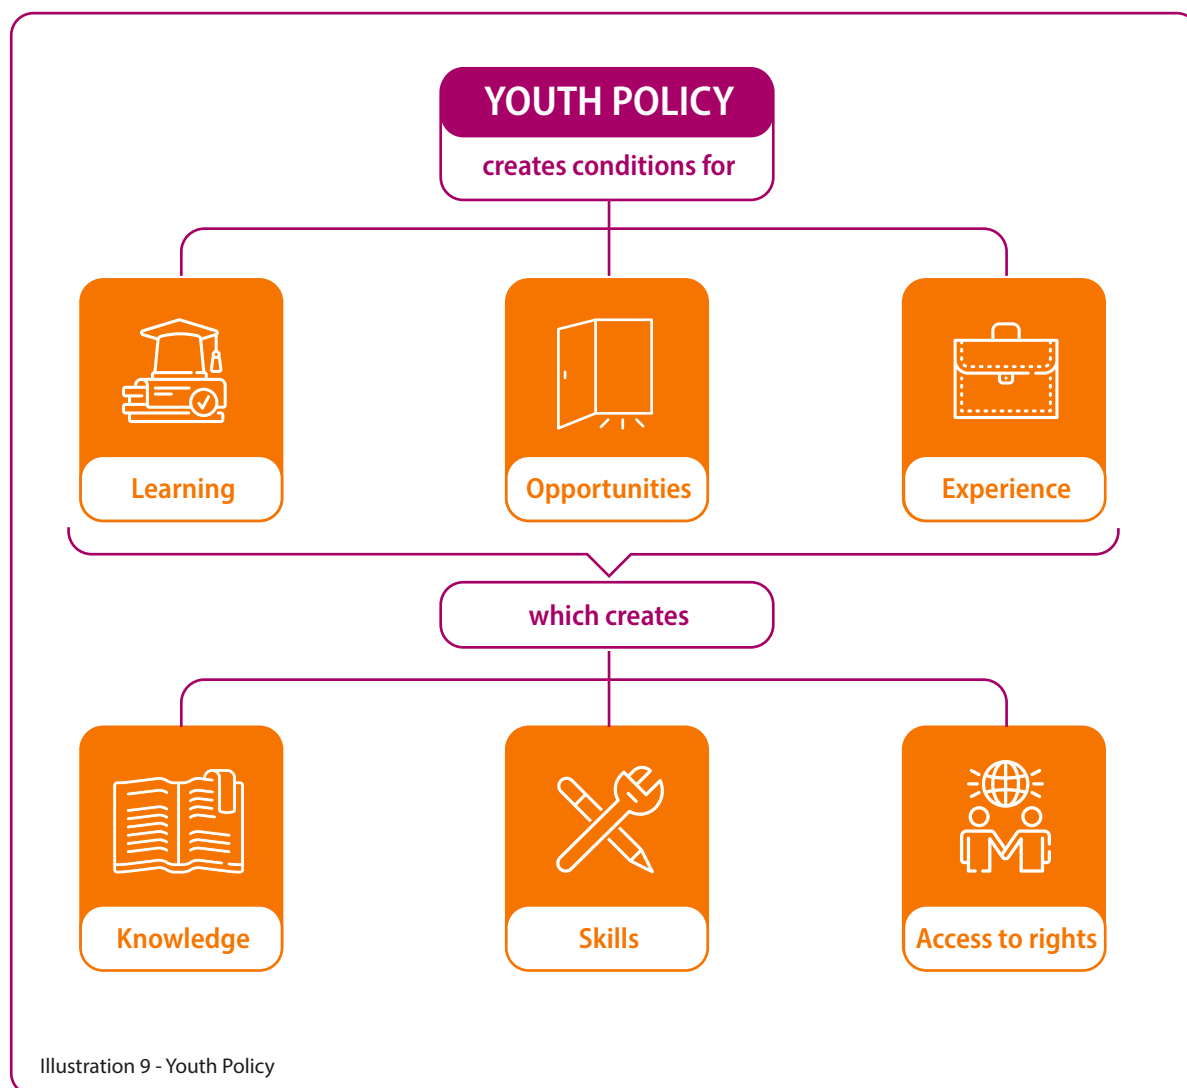 YOUTH POLICY
creates conditions for
Learning
Opportunities
Experience
which creates
Knowledge
Skills
Access to rights
Illustration 9 - Youth Policy